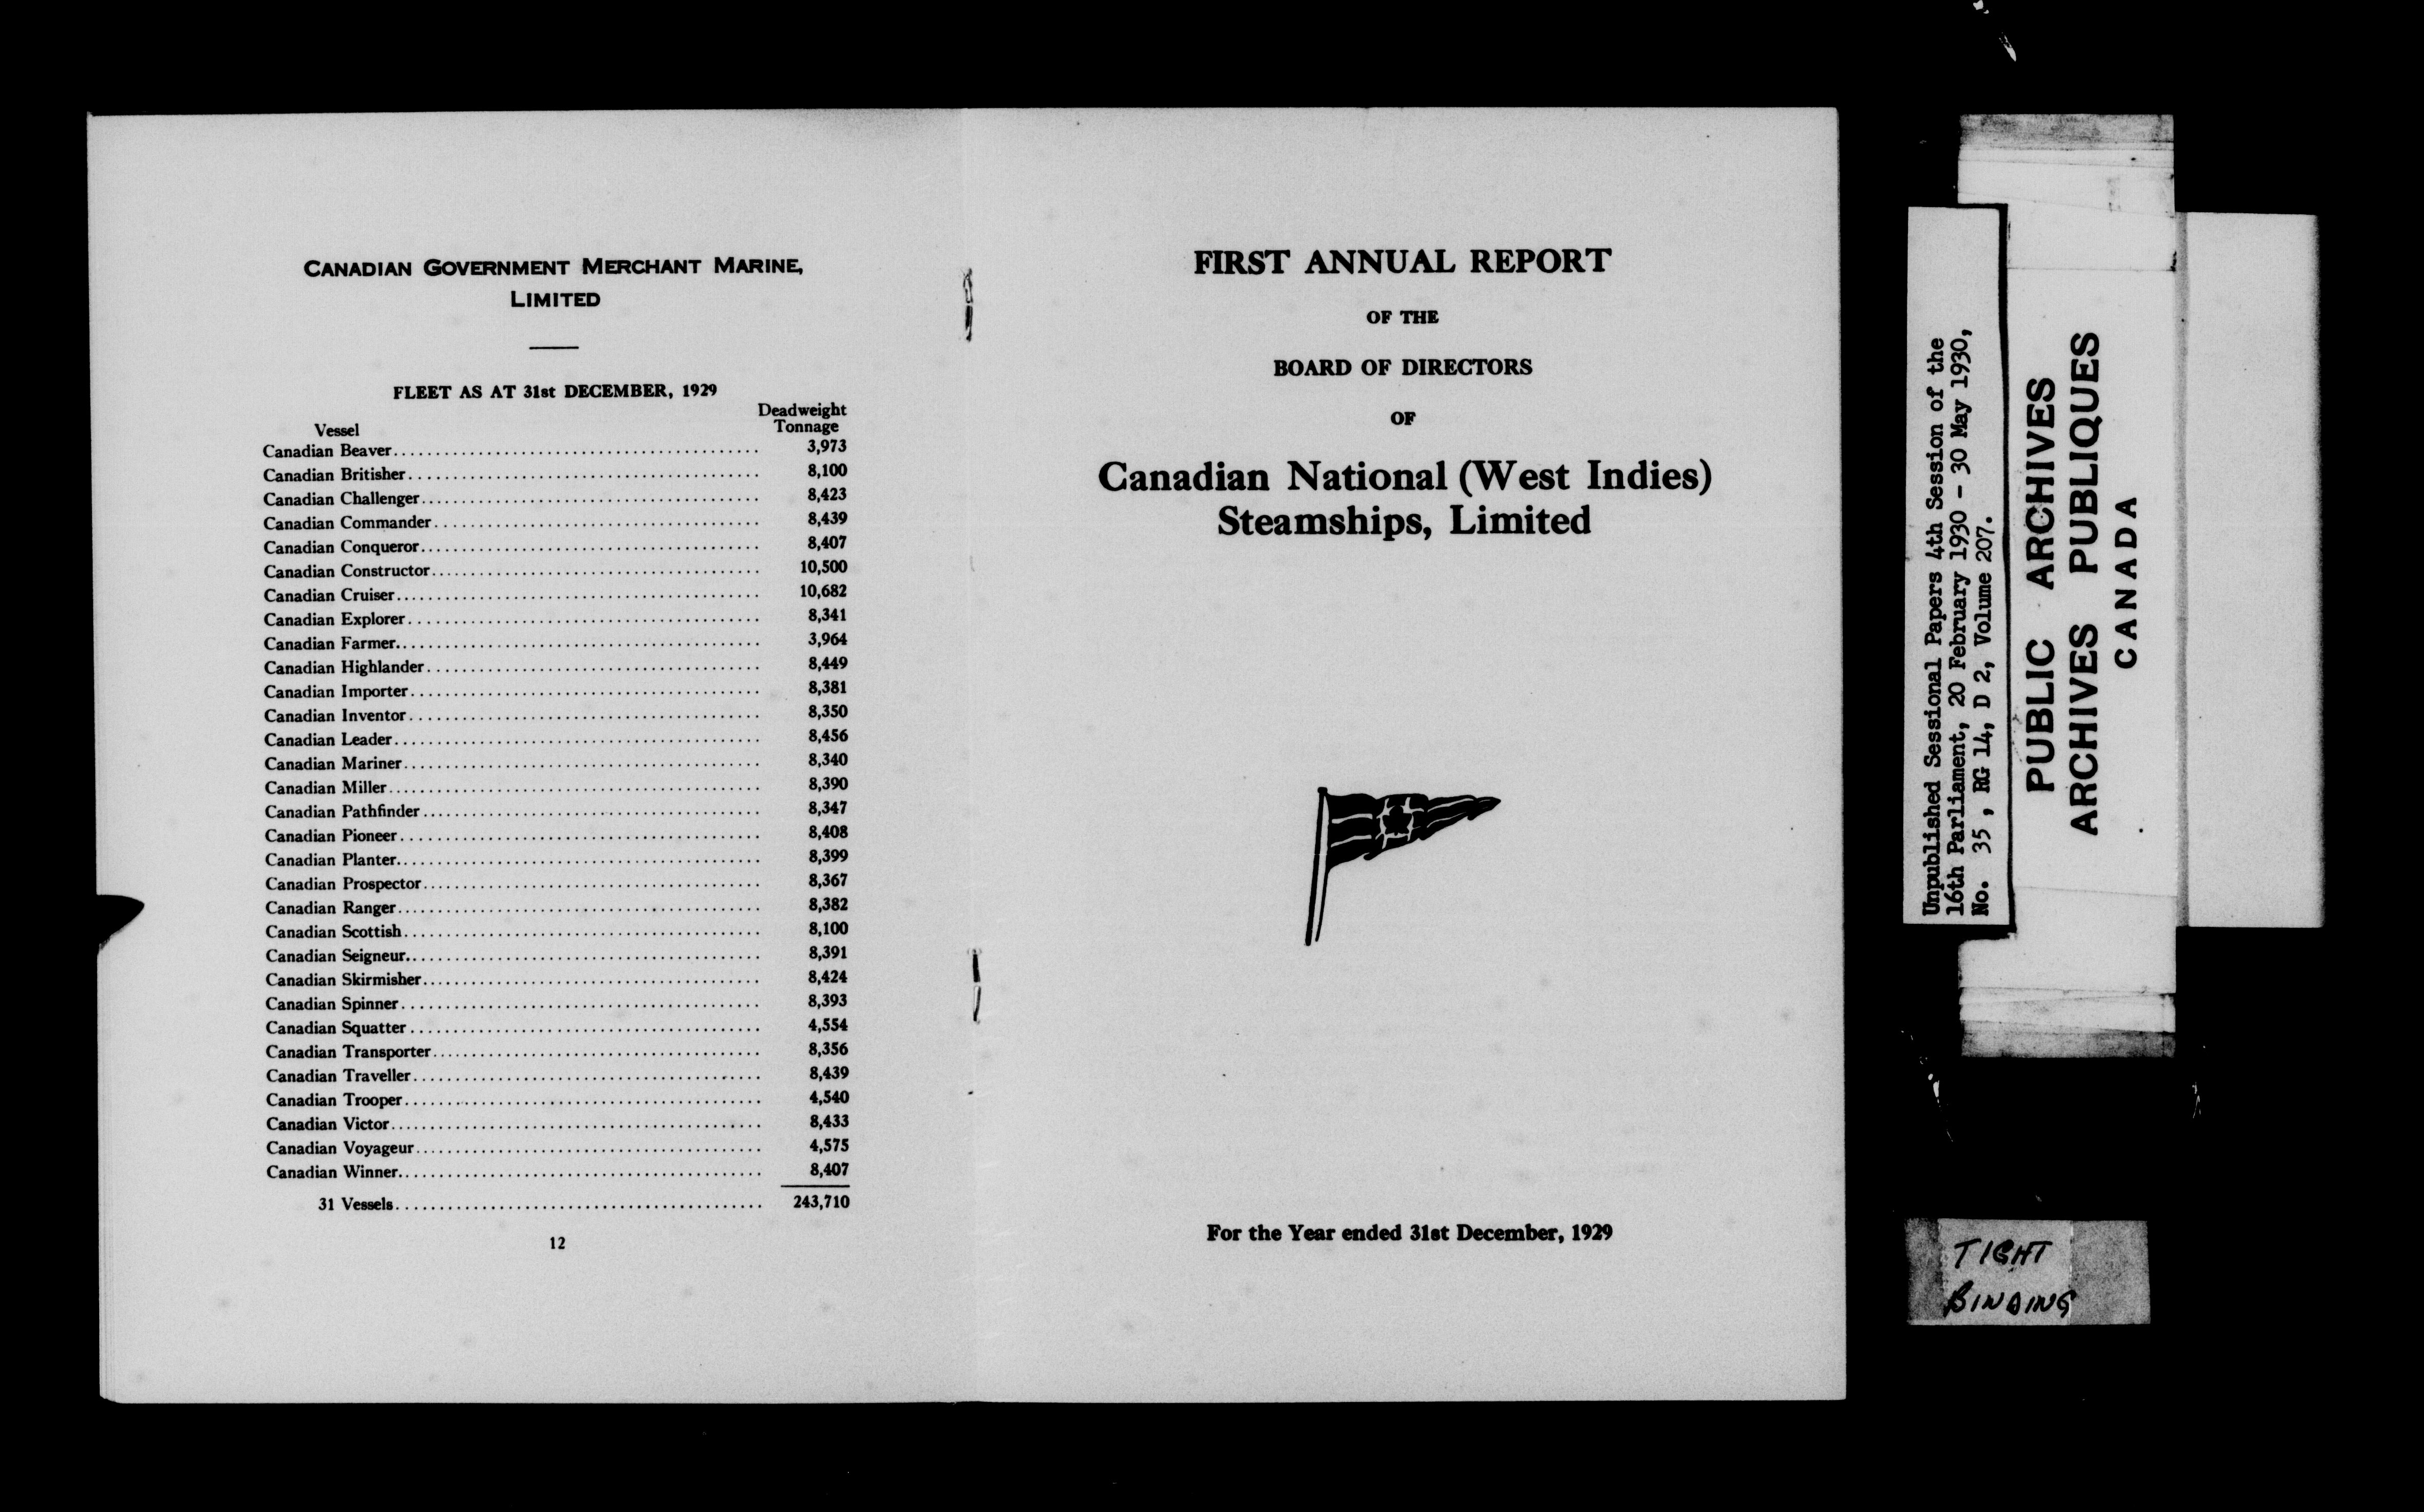 CANADIAN GOVERNMENT MERCHANT MARINE,
LIMITED
FLEET AS AT 31st DECEMBER, 1929
Vessel Deadweight Tonnage
Canadian Beaver 3,973
Canadian Britisher 8,100
Canadian Challenger 8,423
Canadian Commander 8,439
Canadian Conqueror 8,407
Canadian Constructor 10,500
Canadian Cruiser 10,682
Canadian Explorer 8,341
Canadian Farmer 3,964
Canadian Highlander 8,449
Canadian Importer 8,381
Canadian Inventor 8,350
Canadian Leader 8,456
Canadian Mariner 8,340
Canadian Miller 8,390
Canadian Pathfinder 8,347
Canadian Pioneer 8,408
Canadian Planter 8,399
Canadian Prospector 8,367
Canadian Ranger 8,382
Canadian Scottish 8,100
Canadian Seigneur 8,391
Canadian Skirmisher 8,424
Canadian Spinner 8,393
Canadian Squatter 4,554
Canadian Transporter 8,356
Canadian Traveller 8,439
Canadian Trooper 4,540
Canadian Victor 8,433
Canadian Voyageur 4,575
Canadian Winner 8,407
31 Vessels 243,710
12
FIRST ANNUAL REPORT
OF THE
BOARD OF DIRECTORS
OF
Canadian National (West Indies)
Steamships, Limited
For the Year ended 31st December, 1929
Unpublished Sessional Papers 4th Session of the
16th Parliament, 20 February 1930 - 30 May 1930,
No. 35 , RG 14, D 2, Volume 207.
PUBLIC ARCHIVES
ARCHIVES PUBLIQUES
CANADA
TIGHT
BINDING